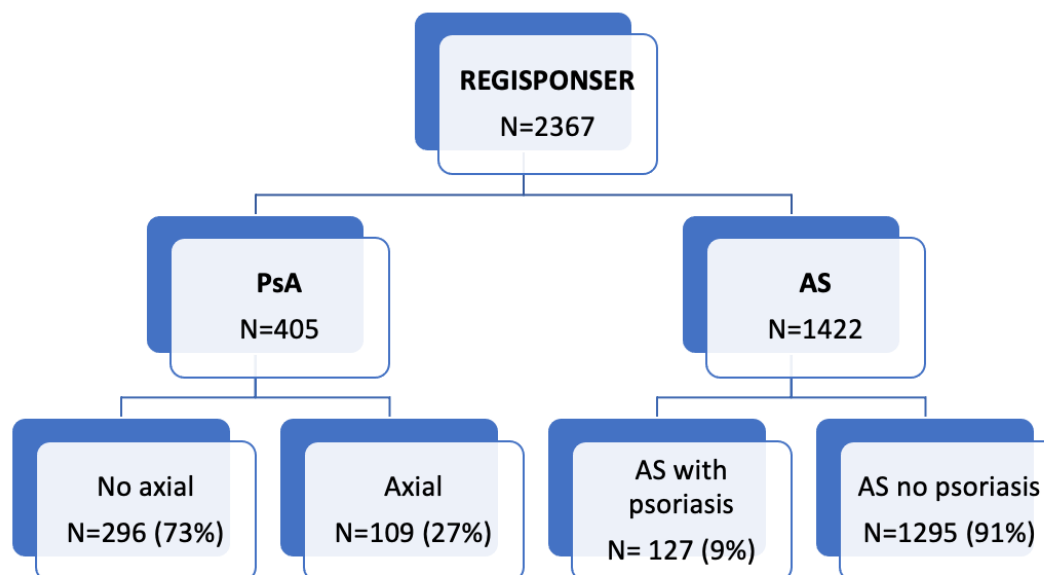 REGISPONSER
N=2367
PsA
N=405
AS
N=1422
No axial
N=296 (73%)
Axial
N=109 (27%)
AS with
psoriasis
N= 127 (9%)
AS no psoriasis
N=1295 (91%)